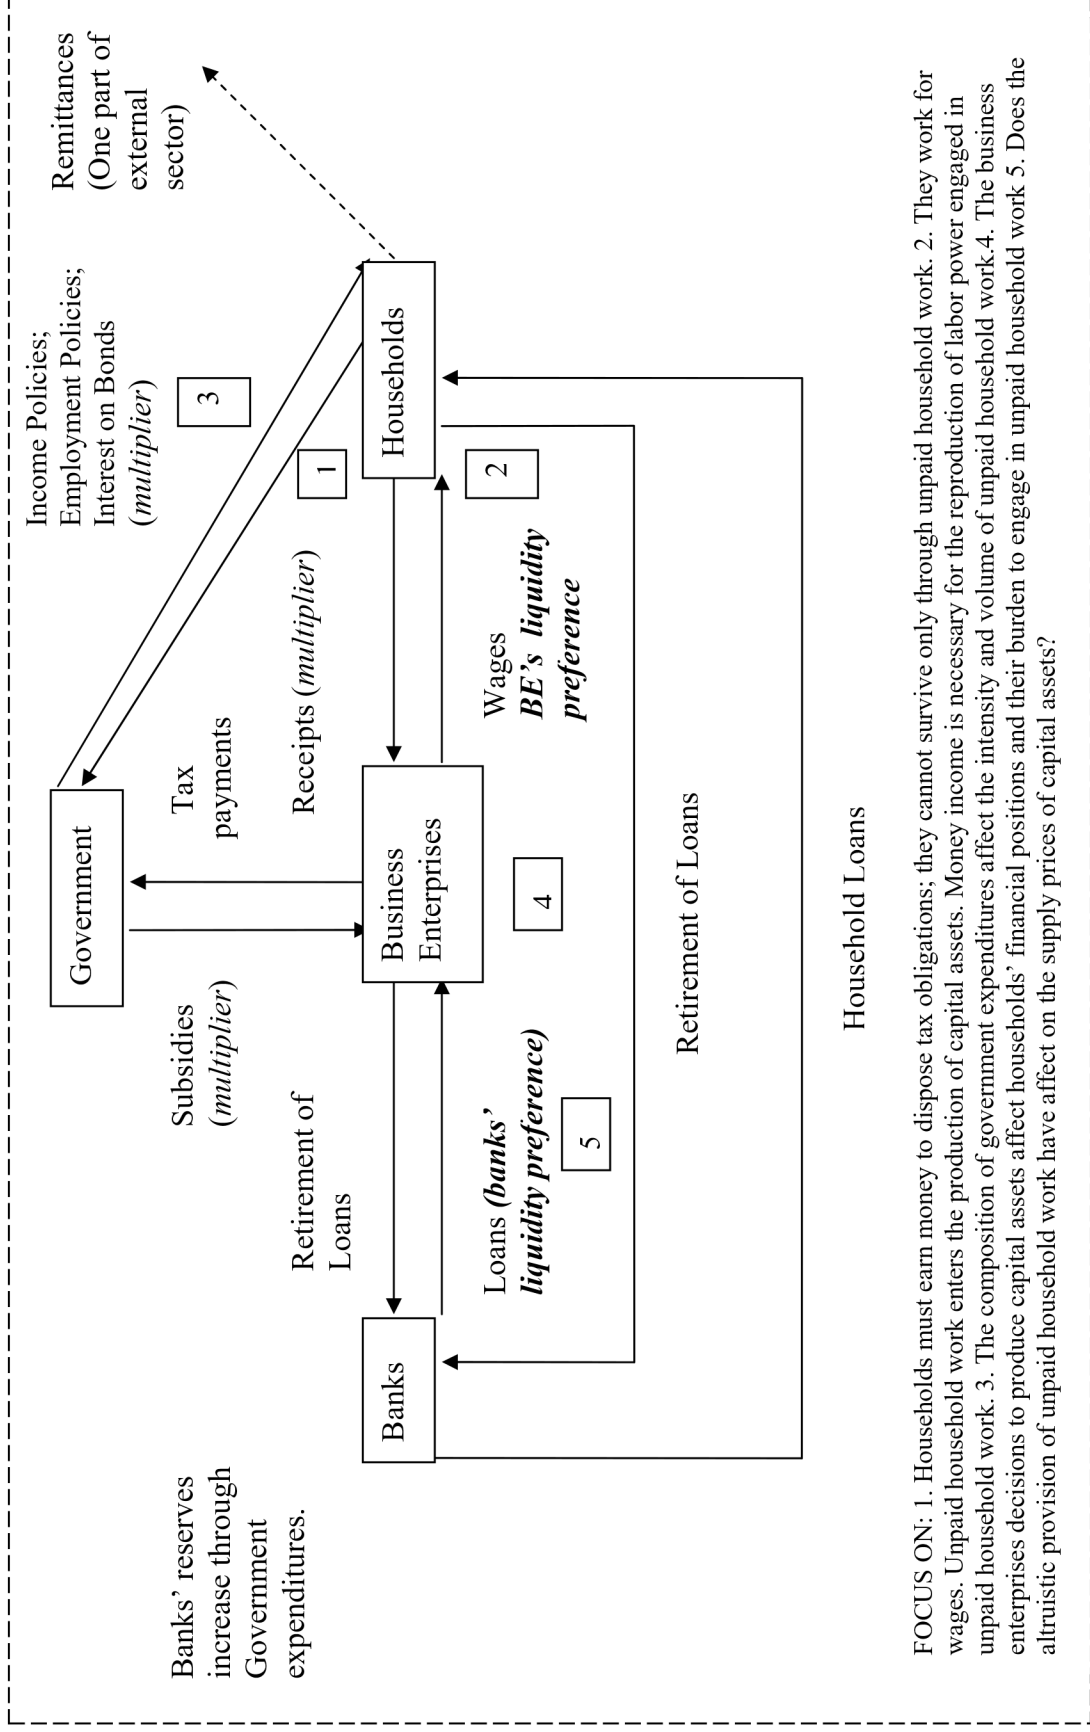 Remittances
(One part of
external
sector)
Income Policies;
Employment Policies;
Interest on Bonds
(multiplier)
3
Government
Tax
payments
Subsidies
(multiplier)
Banks’ reserves
increase through
Government
expenditures.
1
Receipts (multiplier)
Retirement of
Loans
Banks
Business
Enterprises
Households
2
Wages
BE’s liquidity
preference
4
Loans (banks’
liquidity preference)
5
Retirement of Loans
Household Loans
FOCUS ON: 1. Households must earn money to dispose tax obligations; they cannot survive only through unpaid household work. 2. They work for
wages. Unpaid household work enters the production of capital assets. Money income is necessary for the reproduction of labor power engaged in
unpaid household work. 3. The composition of government expenditures affect the intensity and volume of unpaid household work.4. The business
enterprises decisions to produce capital assets affect households’ financial positions and their burden to engage in unpaid household work 5. Does the
altruistic provision of unpaid household work have affect on the supply prices of capital assets?